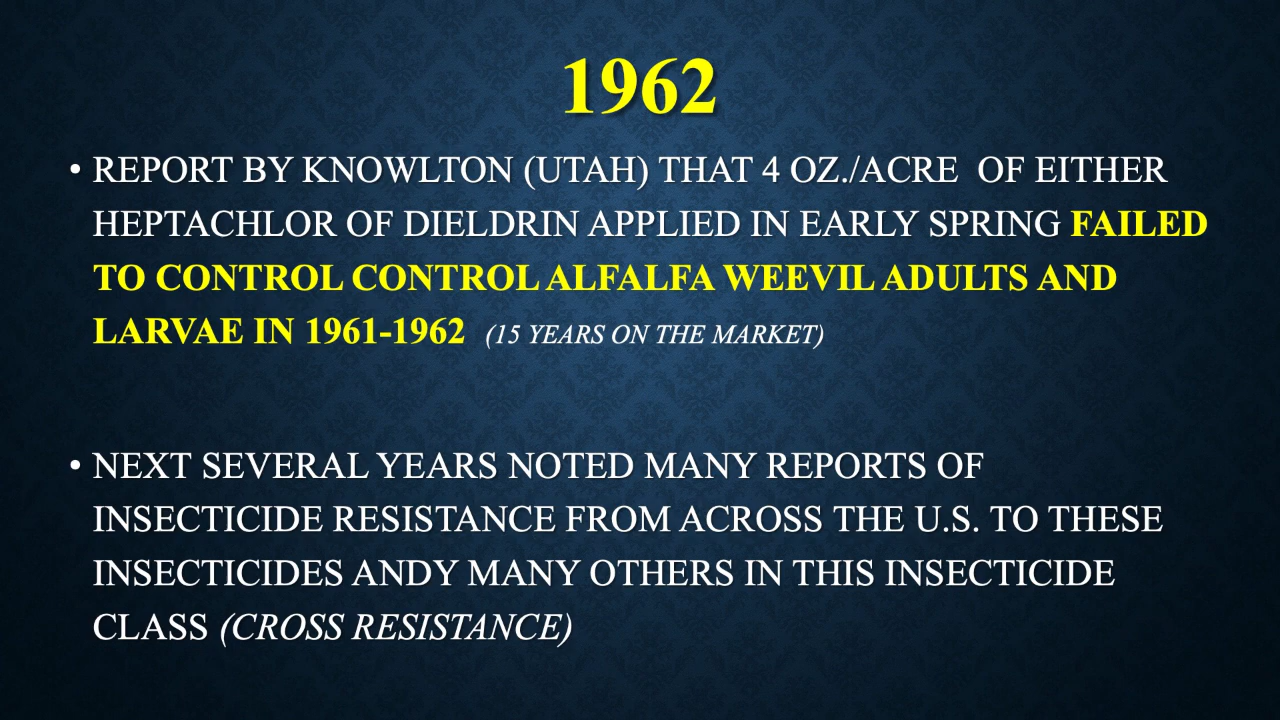 1962
• REPORT BY KNOWLTON (UTAH) THAT 4 OZ./ACRE  OF EITHER
HEPTACHLOR OF DIELDRIN APPLIED IN EARLY SPRING FAILED
TO CONTROL CONTROL ALFALFA WEEVIL ADULTS AND
LARVAE IN 1961-1962  (15 YEARS ON THE MARKET)
• NEXT SEVERAL YEARS NOTED MANY REPORTS OF
INSECTICIDE RESISTANCE FROM ACROSS THE U.S. TO THESE
INSECTICIDES ANDY MANY OTHERS IN THIS INSECTICIDE
CLASS (CROSS RESISTANCE)